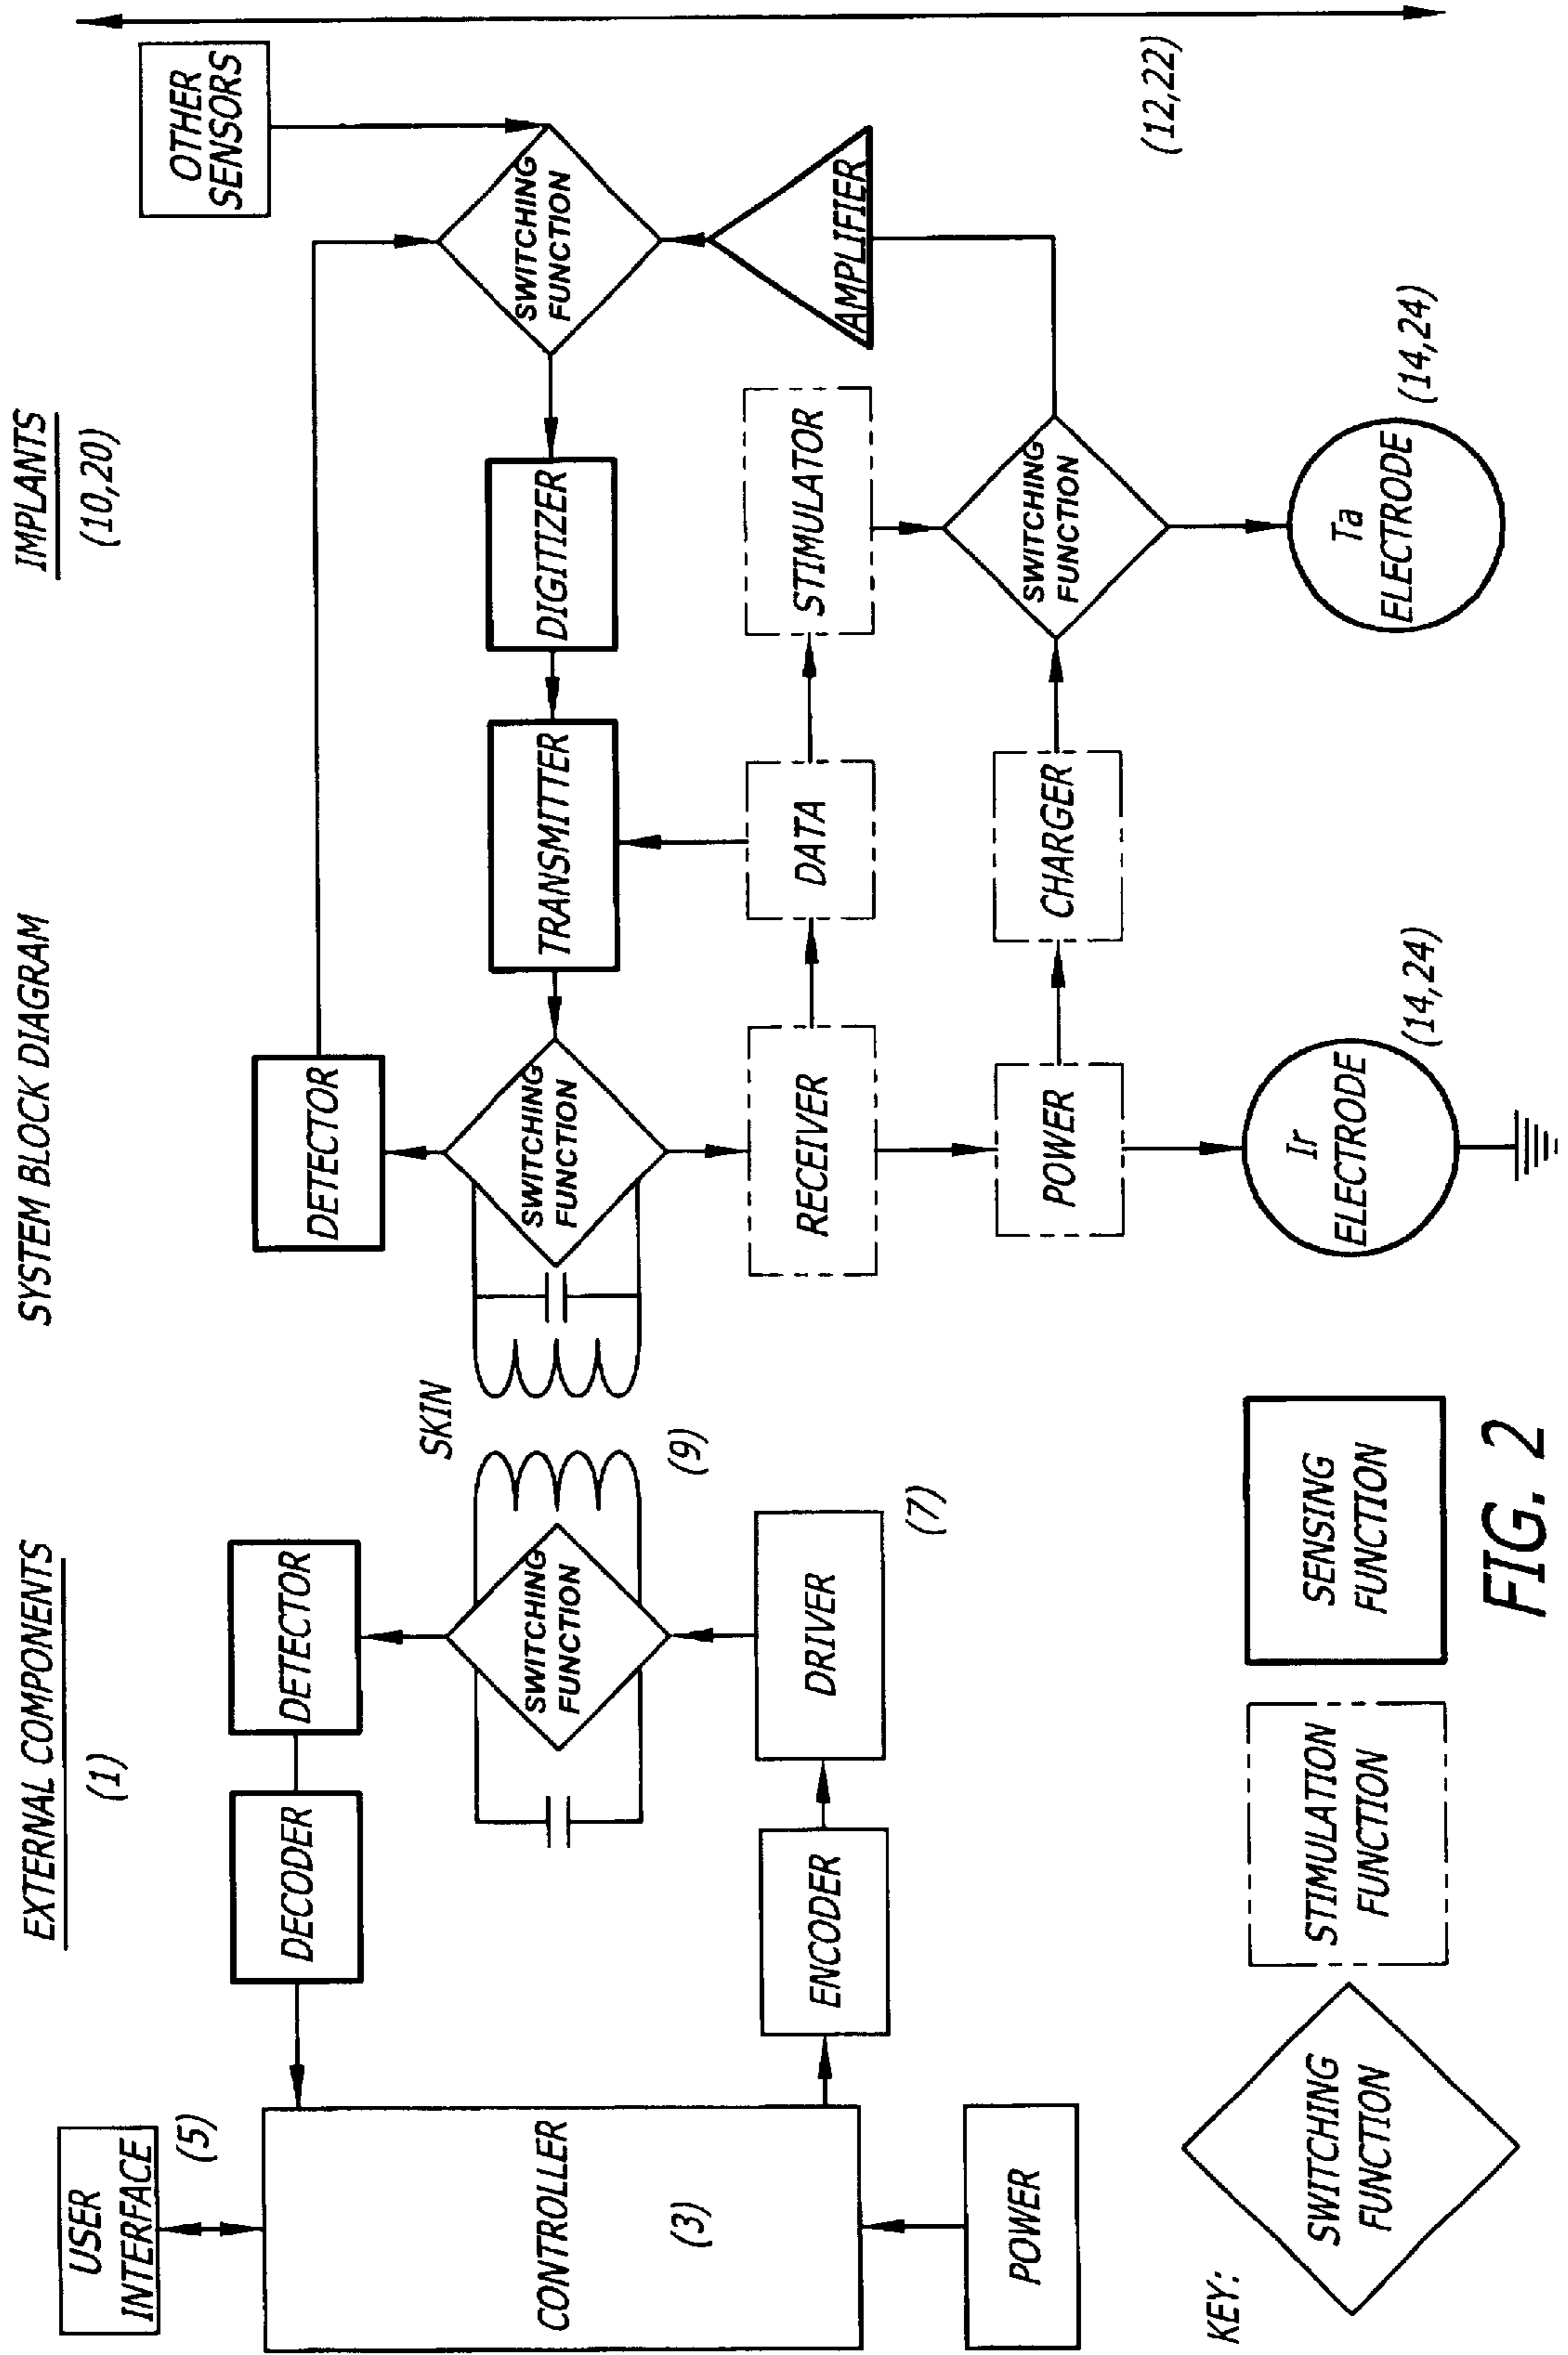 SYSTEM BLOCK DIAGRAM
EXTERNAL COMPONENTS
(1)
IMPLANTS
(10,20)
USER
INTERFACE
(5)
CONTROLLER
(3)
POWER
DECODER
DETECTOR
SWITCHING
FUNCTION
ENCODER
DRIVER
(7)
(9)
SKIN
DETECTOR
SWITCHING
FUNCTION
TRANSMITTER
DIGITIZER
SWITCHING
FUNCTION
OTHER
SENSORS
RECEIVER
DATA
STIMULATOR
AMPLIFIER
POWER
CHARGER
SWITCHING
FUNCTION
(12,22)
Ir
ELECTRODE
(14,24)
Ta
ELECTRODE
(14,24)
KEY:
SWITCHING
FUNCTION
STIMULATION
FUNCTION
SENSING
FUNCTION
FIG. 2